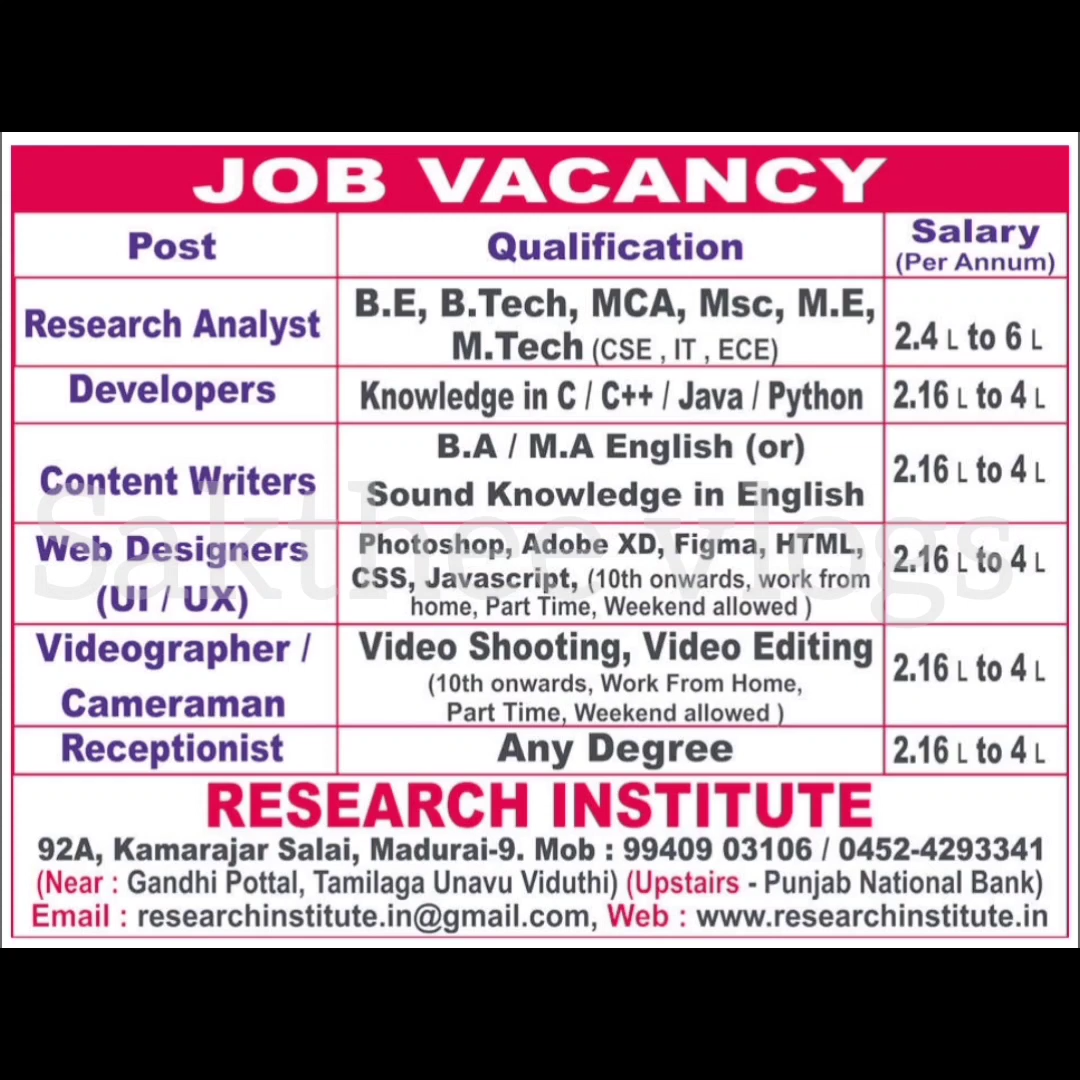 JOB VACANCY
Post Qualification Salary
(Per Annum)
Research Analyst B.E, B.Tech, MCA, Msc, M.E,
M.Tech (CSE , IT , ECE) 2.4 L to 6 L
Developers Knowledge in C / C++ / Java / Python 2.16 L to 4 L
Content Writers B.A / M.A English (or)
Sound Knowledge in English 2.16 L to 4 L
Web Designers
(UI / UX) Photoshop, Adobe XD, Figma, HTML,
CSS, Javascript, (10th onwards, work from
home, Part Time, Weekend allowed ) 2.16 L to 4 L
Videographer /
Cameraman Video Shooting, Video Editing
(10th onwards, Work From Home,
Part Time, Weekend allowed ) 2.16 L to 4 L
Receptionist Any Degree 2.16 L to 4 L
RESEARCH INSTITUTE
92A, Kamarajar Salai, Madurai-9. Mob : 99409 03106 / 0452-4293341
(Near : Gandhi Pottal, Tamilaga Unavu Viduthi) (Upstairs - Punjab National Bank)
Email : researchinstitute.in@gmail.com, Web : www.researchinstitute.in
Sakthee vlogs